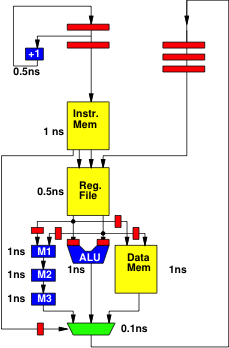 +1
0.5ns
Instr.
Mem
1 ns
0.5ns
Reg.
File
1ns
M1
ALU
1ns
Data
Mem
1ns
1ns
M2
1ns
M3
0.1ns